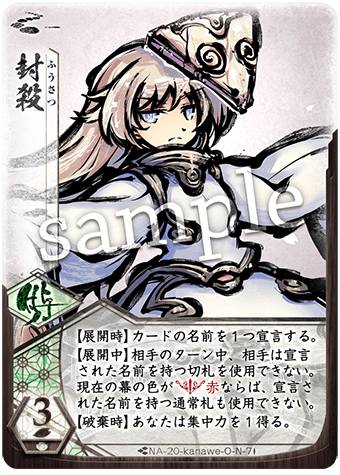 封殺
ふうさつ
sample
【展開時】カードの名前を１つ宣言する。
【展開中】相手のターン中、相手は宣言
された名前を持つ切札を使用できない。
現在の幕の色が赤ならば、宣言さ
れた名前を持つ通常札も使用できない。
【破棄時】あなたは集中力を１得る。
3
NA-20-kanawe-O-N-7